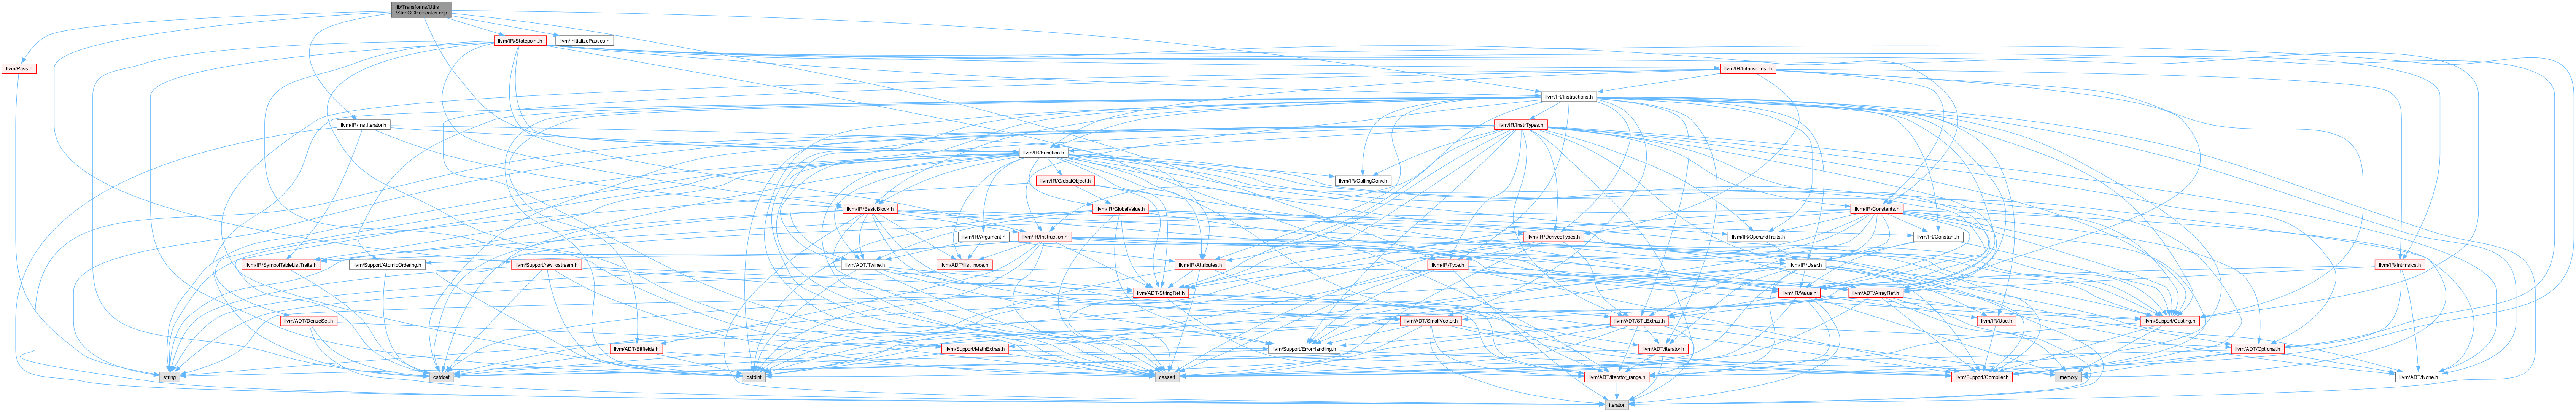 lib/Transforms/Utils
/StripGCRelocates.cpp
llvm/IR/Statepoint.h
llvm/InitializePasses.h
llvm/Pass.h
llvm/IR/IntrinsicInst.h
llvm/IR/Instructions.h
llvm/IR/InstIterator.h
llvm/IR/InstrTypes.h
llvm/IR/Function.h
llvm/IR/GlobalObject.h
llvm/IR/CallingConv.h
llvm/IR/BasicBlock.h
llvm/IR/GlobalValue.h
llvm/IR/Constants.h
llvm/IR/Argument.h
llvm/IR/Instruction.h
llvm/IR/DerivedTypes.h
llvm/IR/OperandTraits.h
llvm/IR/Constant.h
llvm/IR/SymbolTableListTraits.h
llvm/Support/AtomicOrdering.h
llvm/Support/raw_ostream.h
llvm/ADT/Twine.h
llvm/ADT/ilist_node.h
llvm/IR/Attributes.h
llvm/IR/Type.h
llvm/IR/User.h
llvm/IR/Intrinsics.h
llvm/ADT/StringRef.h
llvm/IR/Value.h
llvm/ADT/ArrayRef.h
llvm/ADT/DenseSet.h
llvm/ADT/SmallVector.h
llvm/ADT/STLExtras.h
llvm/IR/Use.h
llvm/Support/Casting.h
llvm/ADT/Bitfields.h
llvm/Support/MathExtras.h
llvm/Support/ErrorHandling.h
llvm/ADT/iterator.h
llvm/ADT/Optional.h
string
cstddef
cstdint
cassert
llvm/ADT/iterator_range.h
llvm/Support/Compiler.h
memory
llvm/ADT/None.h
iterator